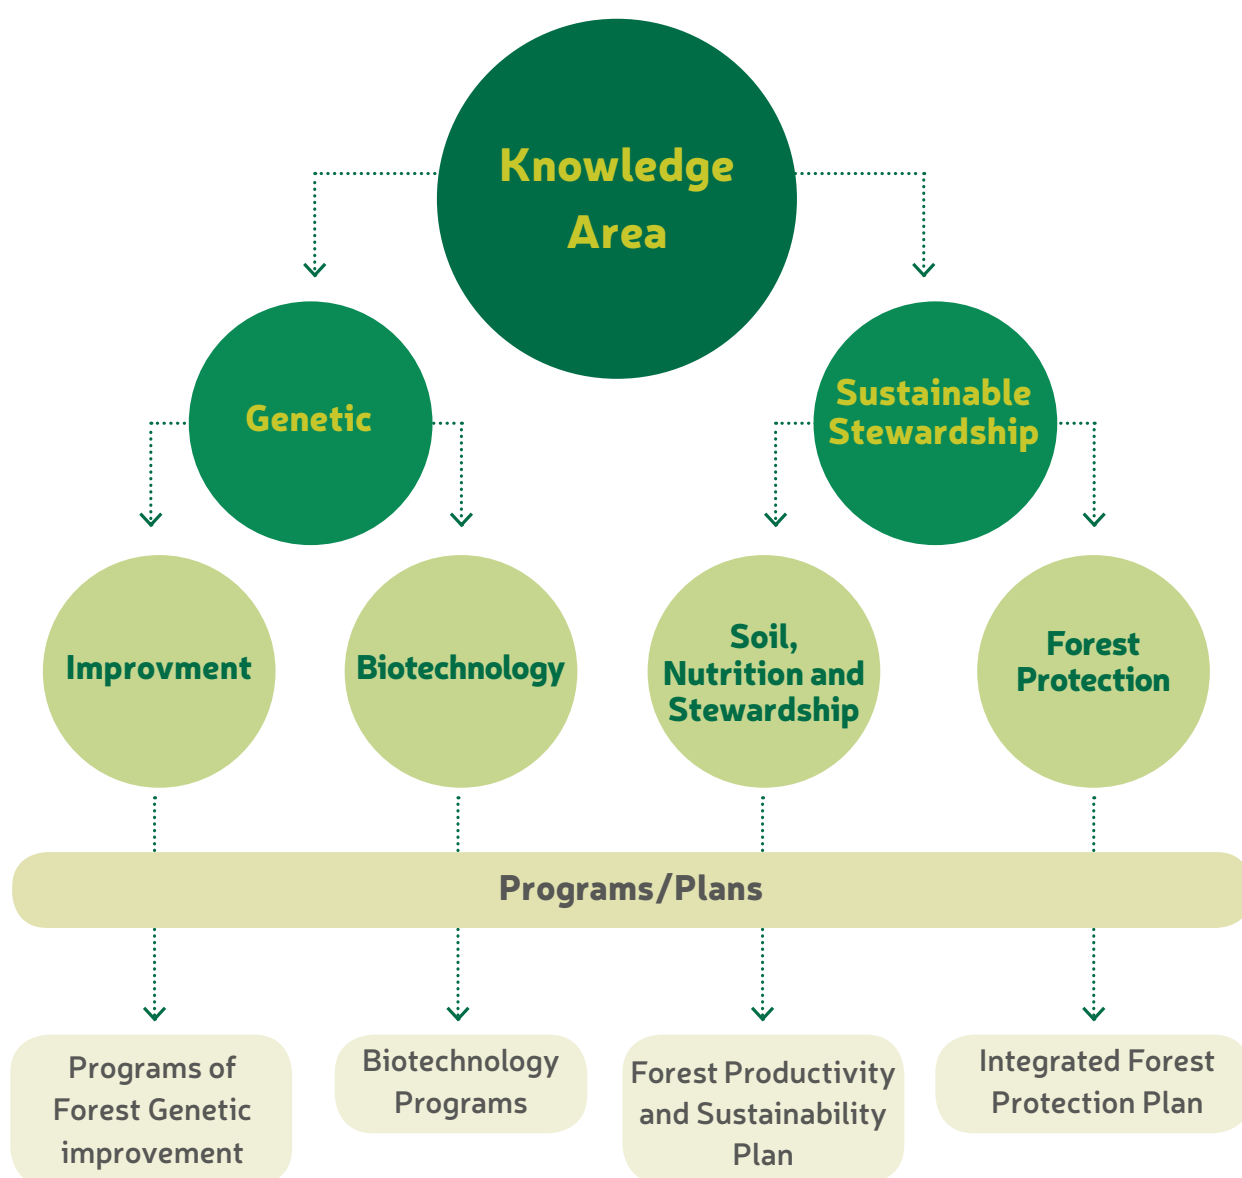 Knowledge
Area
Genetic
Sustainable
Stewardship
Improvment
Biotechnology
Soil,
Nutrition and
Stewardship
Forest
Protection
Programs/Plans
Programs of
Forest Genetic
improvement
Biotechnology
Programs
Forest Productivity
and Sustainability
Plan
Integrated Forest
Protection Plan